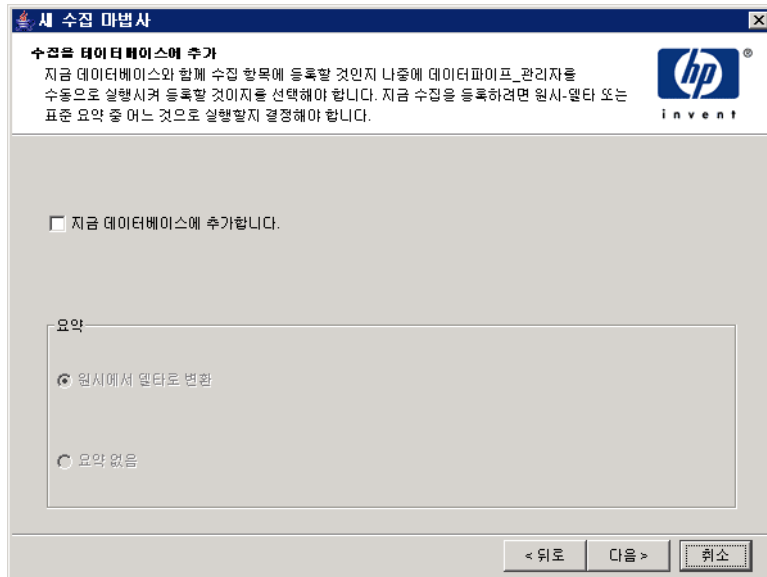 새 수집 마법사
수집을 데이터베이스에 추가
지금 데이터베이스와 함께 수집 항목에 등록할 것인지 나중에 데이터파이프_관리자를
수동으로 실행시켜 등록할 것이지를 선택해야 합니다. 지금 수집을 등록하려면 원시-델타 또는
표준 요약 중 어느 것으로 실행할지 결정해야 합니다.
hp
®
invent
지금 데이터베이스에 추가합니다.
요약
원시에서 델타로 변환
요약 없음
< 뒤로
다음 >
취소